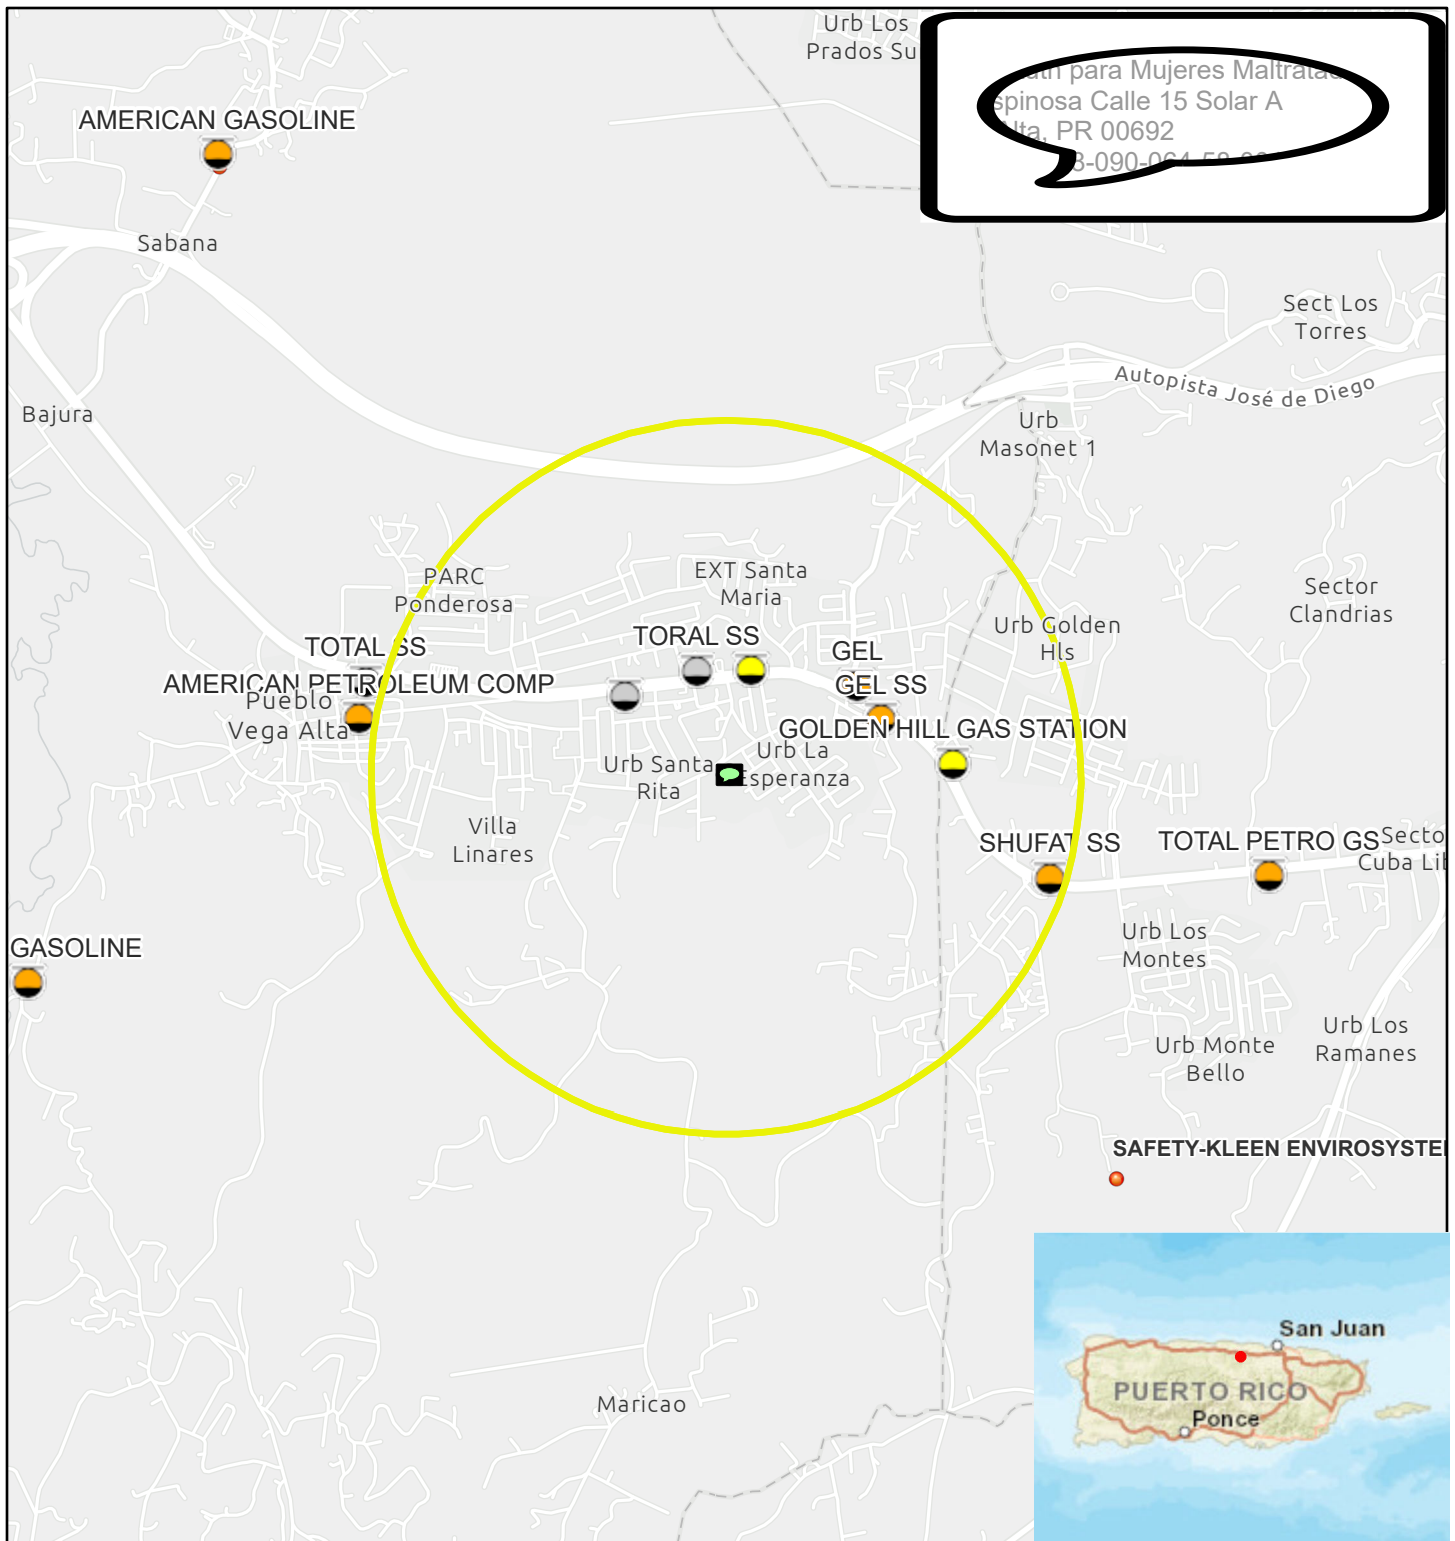 Urb Los
Prados Su
para Mujeres
Calle 15 Solar A
PR 00692
AMERICAN GASOLINE
Sabana
Sect Los
Torres
Autopista José de Diego
Bajura
Urb
Masonet 1
PARC
Ponderosa
EXT Santa
Maria
Sector
Clandrias
Urb Golden
Hls
TOTAL SS
TORAL SS
GEL
AMERICAN PETROLEUM COMP
GEL SS
Pueblo
Vega Alta
GOLDEN HILL GAS STATION
Urb Santa
Rita
Urb La
Esperanza
Villa
Linares
SHUFAT SS
TOTAL PETRO GS
Secto
Cuba Lib
GASOLINE
Urb Los
Montes
Urb Los
Ramanes
Urb Monte
Bello
SAFETY-KLEEN
Maricao
San Juan
PUERTO RICO
Ponce